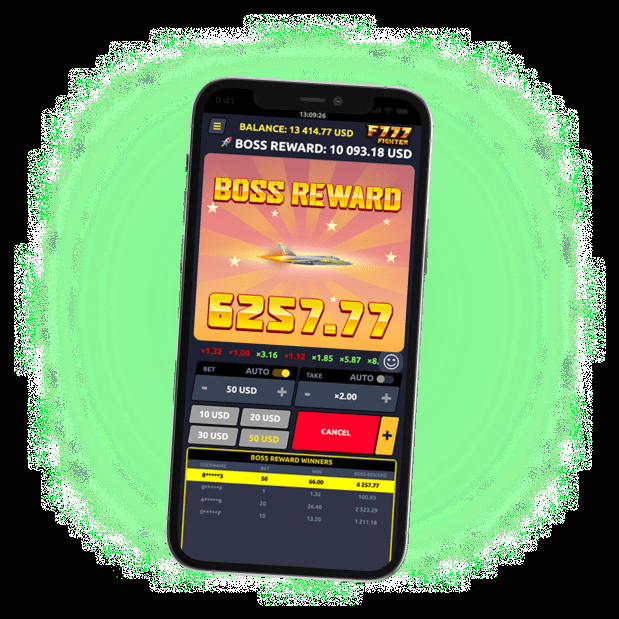 9:41
13:09:26
BALANCE: 13 414.77 USD
F777
FIGHTER
BOSS REWARD: 10 093.18 USD
BOSS REWARD
6257.77
×1.32 ×1.00 ×3.16 ×1.12 ×1.85 ×5.87 ×8.
BET AUTO TAKE AUTO
- 50 USD + - ×2.00 +
10 USD 20 USD
CANCEL +
30 USD 50 USD
BOSS REWARD WINNERS
USERNAME BET WIN BOSS REWARD
50 66.00 6 257.77
1 1.32 100.93
20 26.40 2 523.29
10 13.20 1 211.18